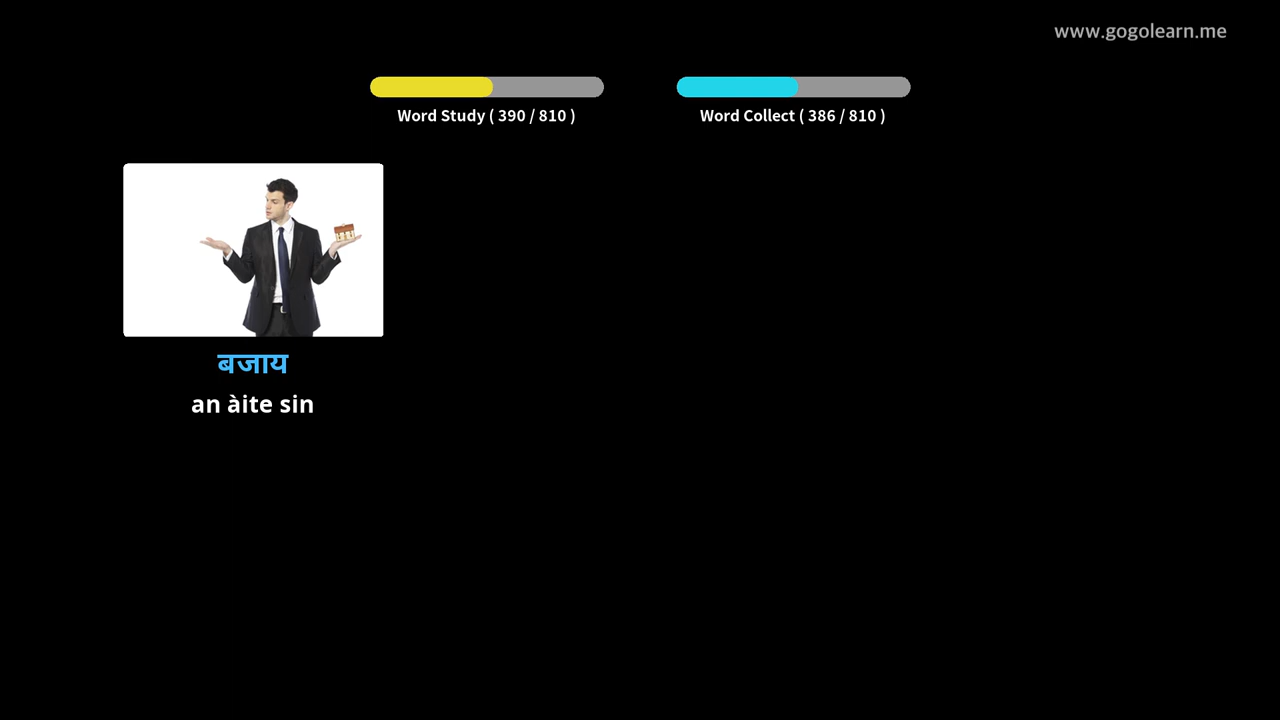 www.gogolearn.me
Word Study ( 390 / 810 )
Word Collect ( 386 / 810 )
बजाय
an àite sin